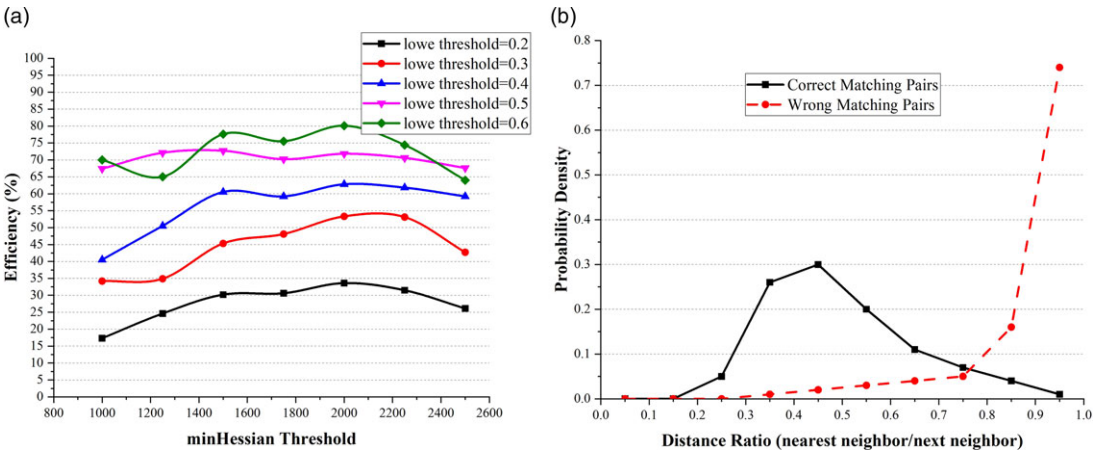 (a)
lowe threshold=0.2
lowe threshold=0.3
lowe threshold=0.4
lowe threshold=0.5
lowe threshold=0.6
100
95
90
85
80
75
70
65
60
55
50
45
40
35
30
25
20
15
10
5
0
Efficiency (%)
800 1000 1200 1400 1600 1800 2000 2200 2400 2600
minHessian Threshold
(b)
Correct Matching Pairs
Wrong Matching Pairs
0.8
0.7
0.6
0.5
0.4
0.3
0.2
0.1
0.0
Probability Density
0.0 0.1 0.2 0.3 0.4 0.5 0.6 0.7 0.8 0.9 1.0
Distance Ratio (nearest neighbor/next neighbor)